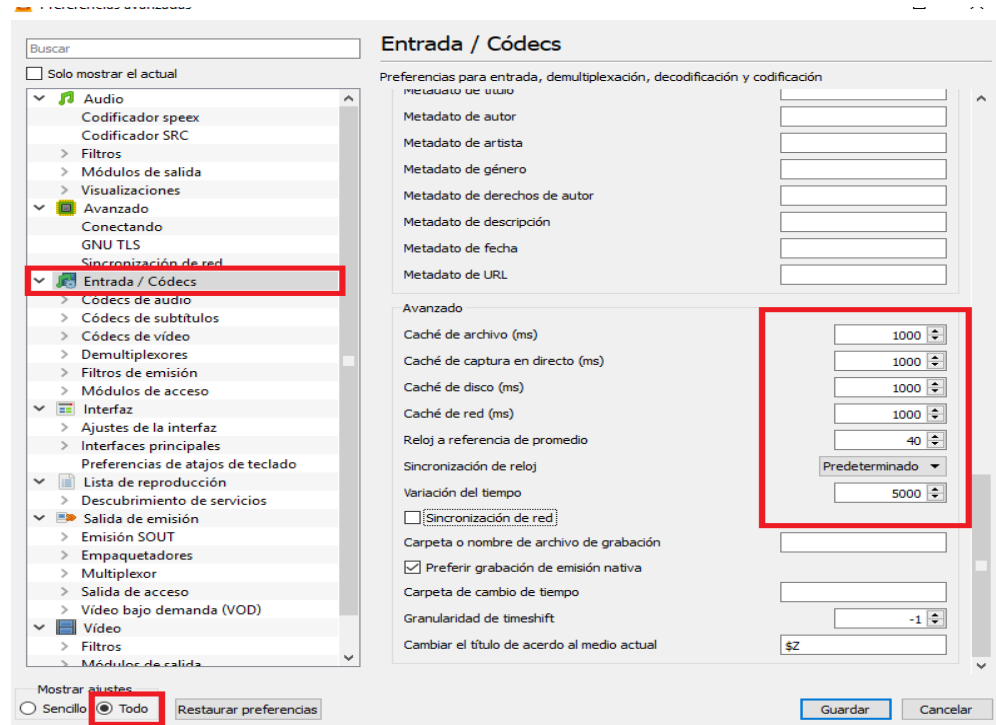 Preferencias avanzadas
Buscar
Solo mostrar el actual
Audio
Codificador speex
Codificador SRC
Filtros
Módulos de salida
Visualizaciones
Avanzado
Conectando
GNU TLS
Sincronización de red
Entrada / Códecs
Códecs de audio
Códecs de subtítulos
Códecs de vídeo
Demultiplexores
Filtros de emisión
Módulos de acceso
Interfaz
Ajustes de la interfaz
Interfaces principales
Preferencias de atajos de teclado
Lista de reproducción
Descubrimiento de servicios
Salida de emisión
Emisión SOUT
Empaquetadores
Multiplexor
Salida de acceso
Vídeo bajo demanda (VOD)
Vídeo
Filtros
Módulos de salida
Entrada / Códecs
Preferencias para entrada, demultiplexación, decodificación y codificación
Metadato de título
Metadato de autor
Metadato de artista
Metadato de género
Metadato de derechos de autor
Metadato de descripción
Metadato de fecha
Metadato de URL
Avanzado
Caché de archivo (ms) 1000
Caché de captura en directo (ms) 1000
Caché de disco (ms) 1000
Caché de red (ms) 1000
Reloj a referencia de promedio 40
Sincronización de reloj Predeterminado
Variación del tiempo 5000
Sincronización de red
Carpeta o nombre de archivo de grabación
Preferir grabación de emisión nativa
Carpeta de cambio de tiempo
Granularidad de timeshift -1
Cambiar el título de acerdo al medio actual $Z
Mostrar ajustes
Sencillo Todo Restaurar preferencias Guardar Cancelar